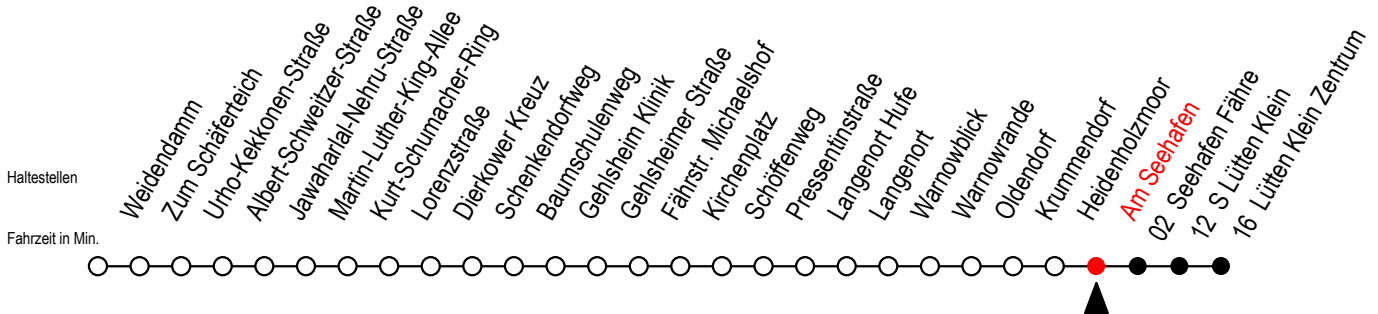 Haltestellen
Fahrzeit in Min.
Weidendamm
Zum Schäferteich
Urho-Kekkonen-Straße
Albert-Schweitzer-Straße
Jawaharlal-Nehru-Straße
Martin-Luther-King-Allee
Kurt-Schumacher-Ring
Lorenzstraße
Dierkower Kreuz
Schenkendorfweg
Baumschulenweg
Gehlsheim Klinik
Gehlsheimer Straße
Fährstr. Michaelshof
Kirchenplatz
Schöffenweg
Pressentinstraße
Langenort Hufe
Langenort
Warnowblick
Warnowrande
Oldendorf
Krummendorf
Heidenholzmoor
Am Seehafen
02 Seehafen Fähre
12 S Lütten Klein
16 Lütten Klein Zentrum